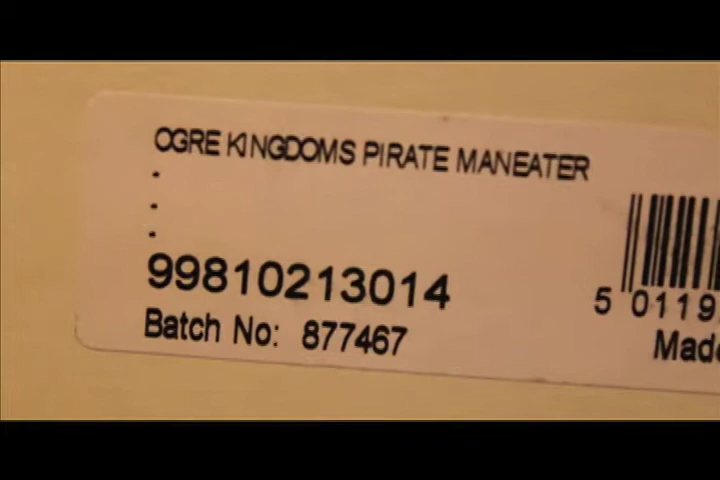 OGRE KINGDOMS PIRATE MANEATER
.
.
.
99810213014
Batch No: 877467
5 0119
Made